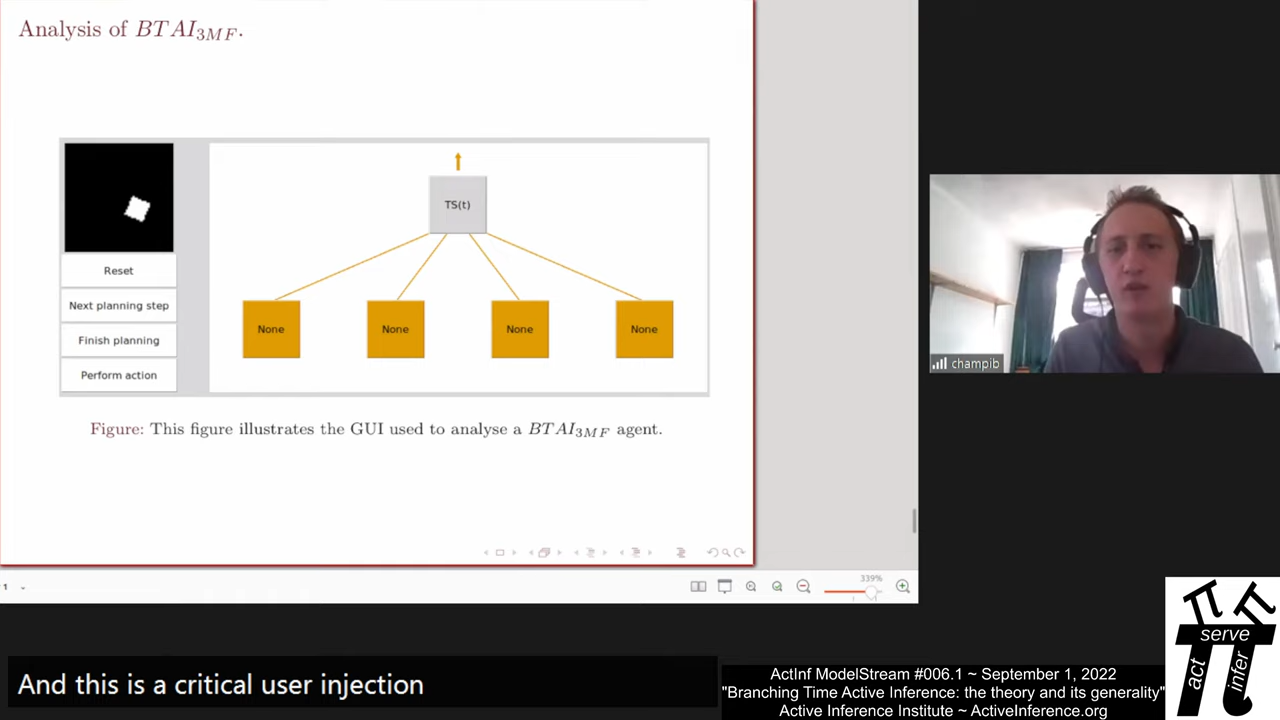 Analysis of BTAI3MF.
TS(t)
Reset
Next planning step
Finish planning
Perform action
None
None
None
None
Figure: This figure illustrates the GUI used to analyse a BTAI3MF agent.
champib
1
339%
And this is a critical user injection
π π
serve
π
act
infer
ActInf ModelStream #006.1 ~ September 1, 2022
"Branching Time Active Inference: the theory and its generality"
Active Inference Institute ~ ActiveInference.org